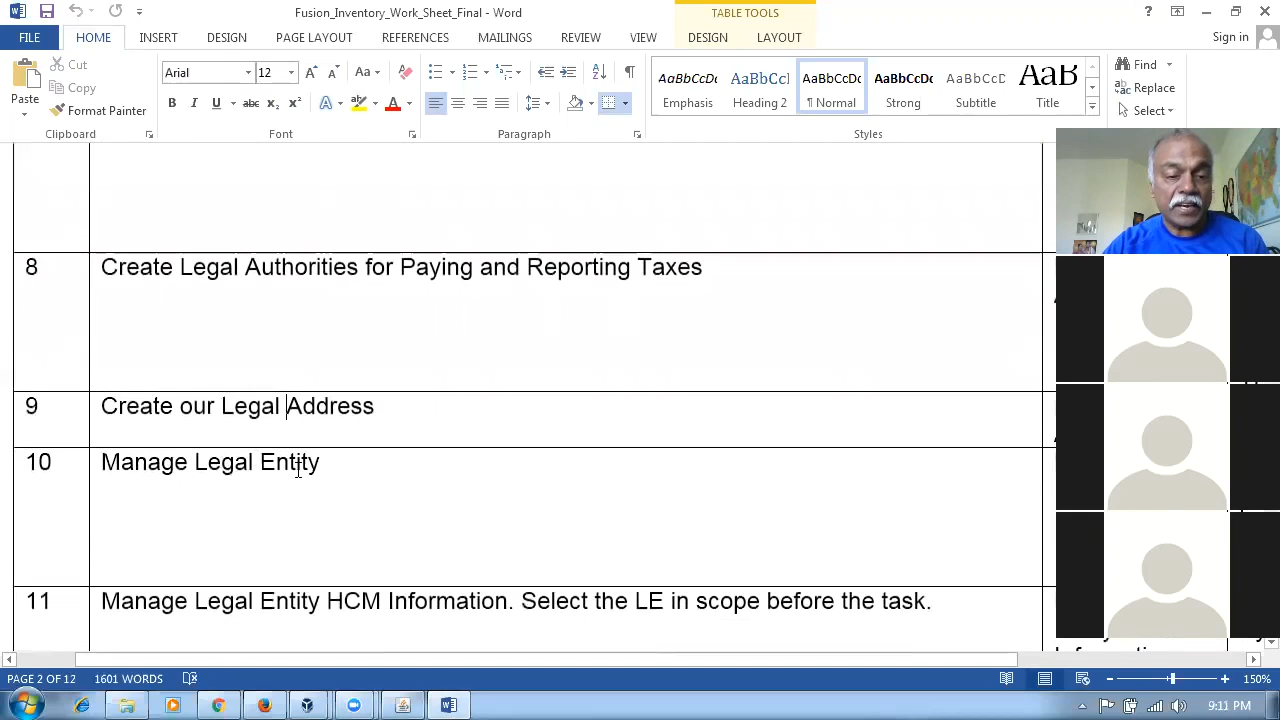 Fusion_Inventory_Work_Sheet_Final - Word
TABLE TOOLS
FILE
HOME
INSERT
DESIGN
PAGE LAYOUT
REFERENCES
MAILINGS
REVIEW
VIEW
DESIGN
LAYOUT
Sign in
Paste
Cut
Copy
Format Painter
Clipboard
Arial
12
Font
Paragraph
AaBbCcDc
Emphasis
AaBbCcI
Heading 2
AaBbCcDc
¶ Normal
AaBbCcDc
Strong
AaBbCcD
Subtitle
AaB
Title
Styles
Find
Replace
Select
8
Create Legal Authorities for Paying and Reporting Taxes
9
Create our Legal Address
10
Manage Legal Entity
11
Manage Legal Entity HCM Information. Select the LE in scope before the task.
PAGE 2 OF 12
1601 WORDS
150%
9:11 PM